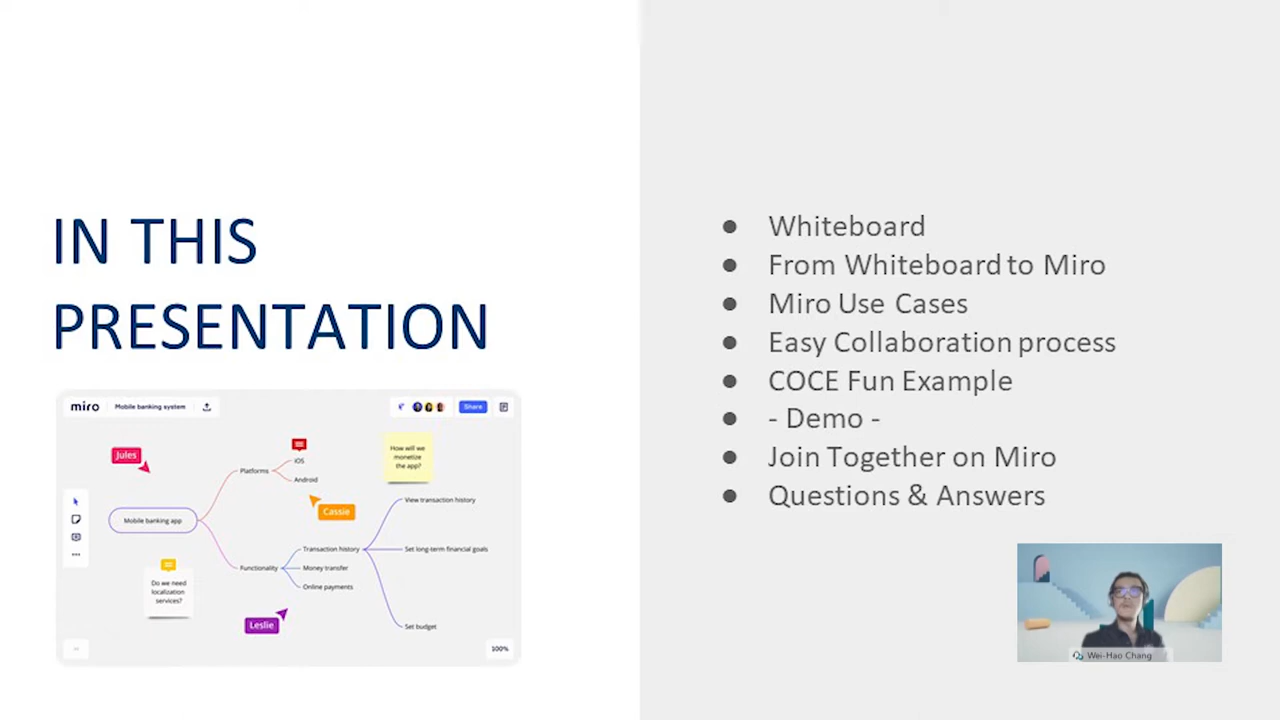 IN THIS
PRESENTATION
miro
Mobile banking system
Share
Jules
Platforms
iOS
Android
How will we
monetize
the app?
Cassie
View transaction history
Mobile banking app
Transaction history
Set long-term financial goals
Functionality
Money transfer
Online payments
Do we need
localization
services?
Leslie
Set budget
100%
● Whiteboard
● From Whiteboard to Miro
● Miro Use Cases
● Easy Collaboration process
● COCE Fun Example
● - Demo -
● Join Together on Miro
● Questions & Answers
Wei-Hao Chang